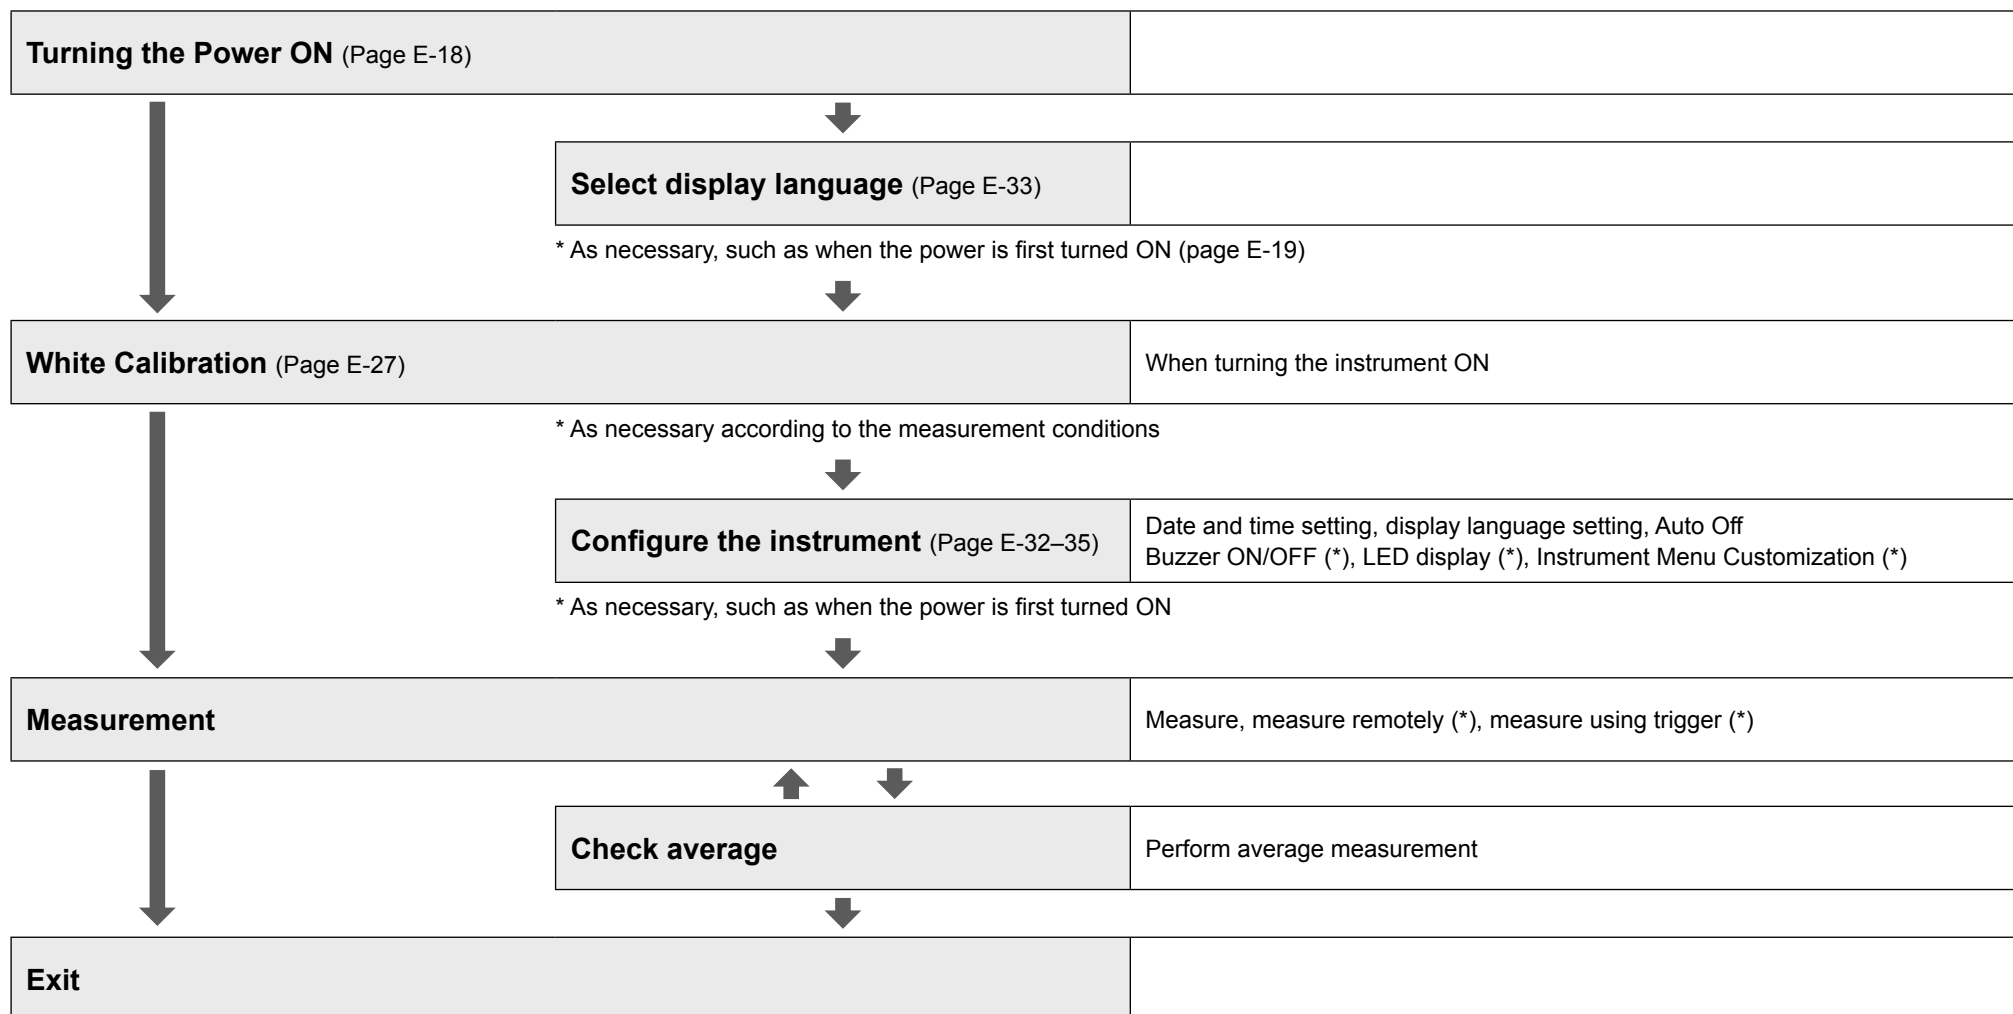 Turning the Power ON (Page E-18)
Select display language (Page E-33)
* As necessary, such as when the power is first turned ON (page E-19)
White Calibration (Page E-27)
When turning the instrument ON
* As necessary according to the measurement conditions
Configure the instrument (Page E-32–35)
Date and time setting, display language setting, Auto Off
Buzzer ON/OFF (*), LED display (*), Instrument Menu Customization (*)
* As necessary, such as when the power is first turned ON
Measurement
Measure, measure remotely (*), measure using trigger (*)
Check average
Perform average measurement
Exit